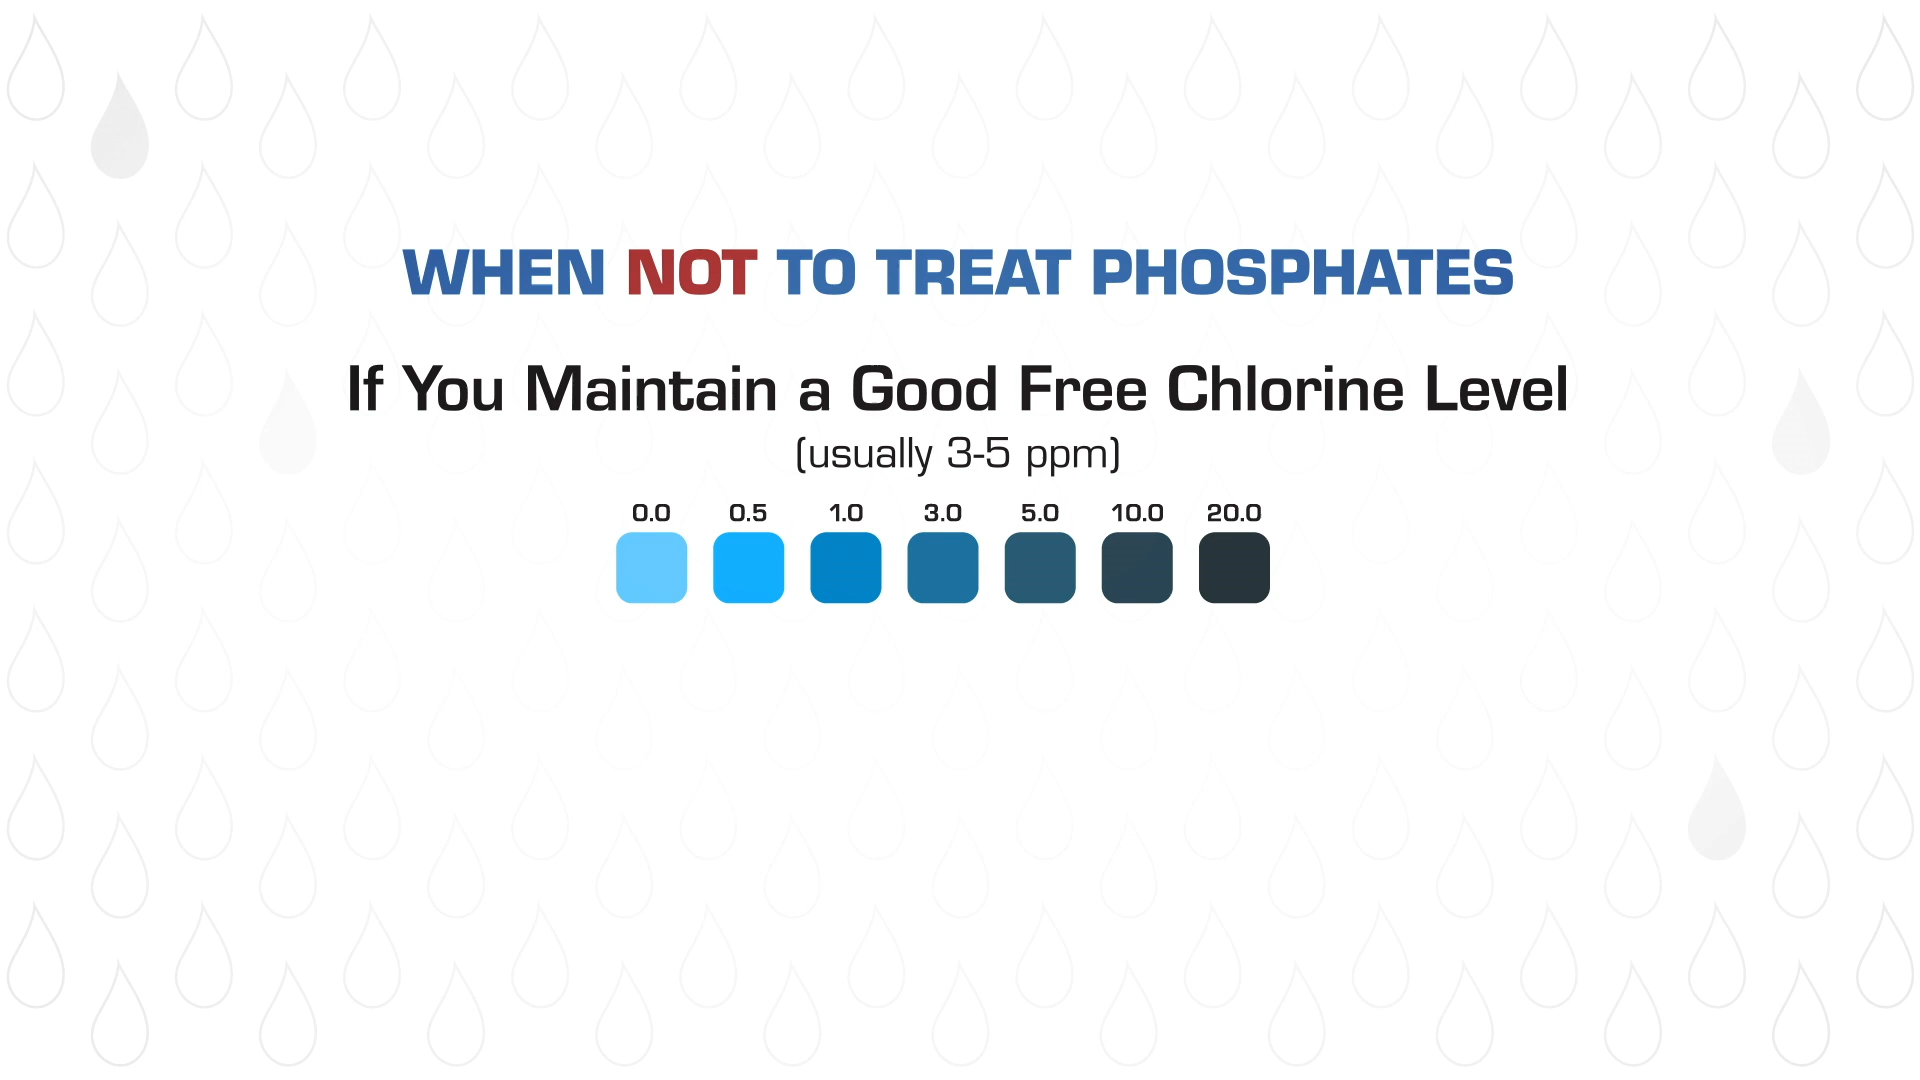 WHEN NOT TO TREAT PHOSPHATES
If You Maintain a Good Free Chlorine Level
(usually 3-5 ppm)
0.0 0.5 1.0 3.0 5.0 10.0 20.0